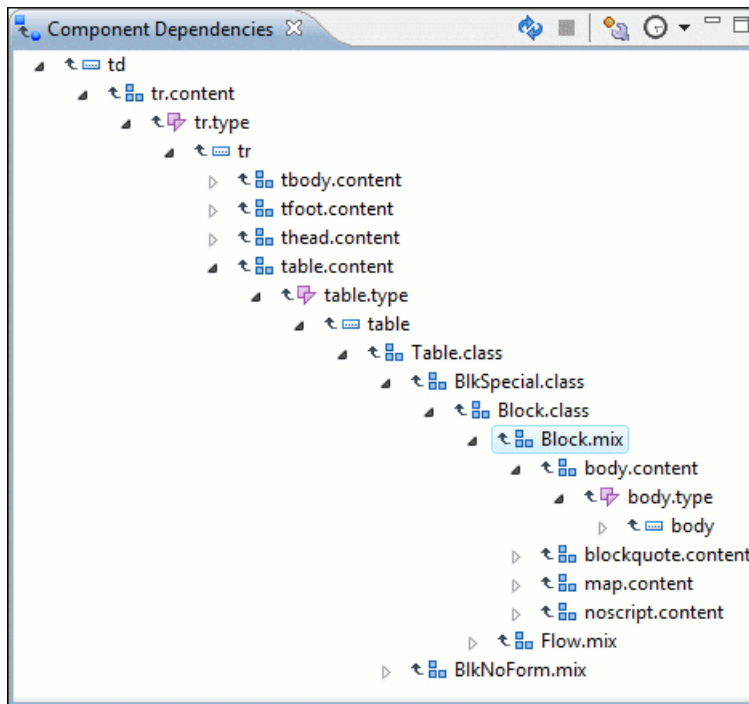 Component Dependencies
td
tr.content
tr.type
tr
tbody.content
tfoot.content
thead.content
table.content
table.type
table
Table.class
BlkSpecial.class
Block.class
Block.mix
body.content
body.type
body
blockquote.content
map.content
noscript.content
Flow.mix
BlkNoForm.mix